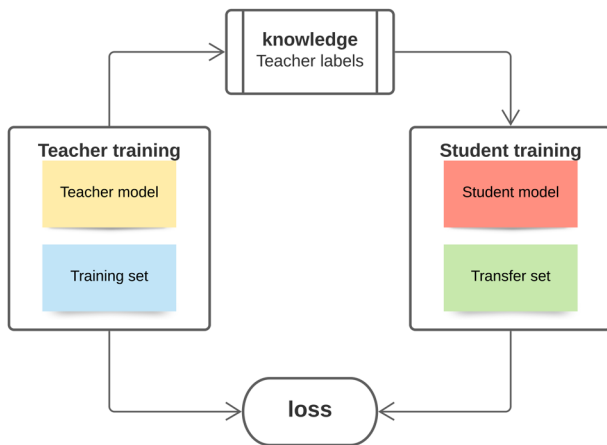 knowledge
Teacher labels
Teacher training
Teacher model
Training set
Student training
Student model
Transfer set
loss